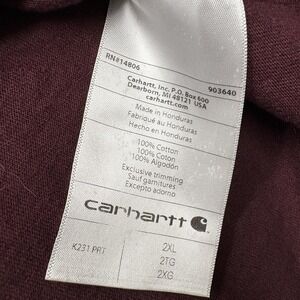 RN#14806
903640
Carhartt, Inc. P.O. Box 600
Dearborn, MI 48121 USA
carhartt.com
Made in Honduras
Fabriqué au Honduras
Hecho en Honduras
100% Cotton
100% Coton
100% Algodón
Exclusive trimming
Sauf garnitures
Excepto adorno
carhartt
K231 PRT
2XL
2TG
2XG